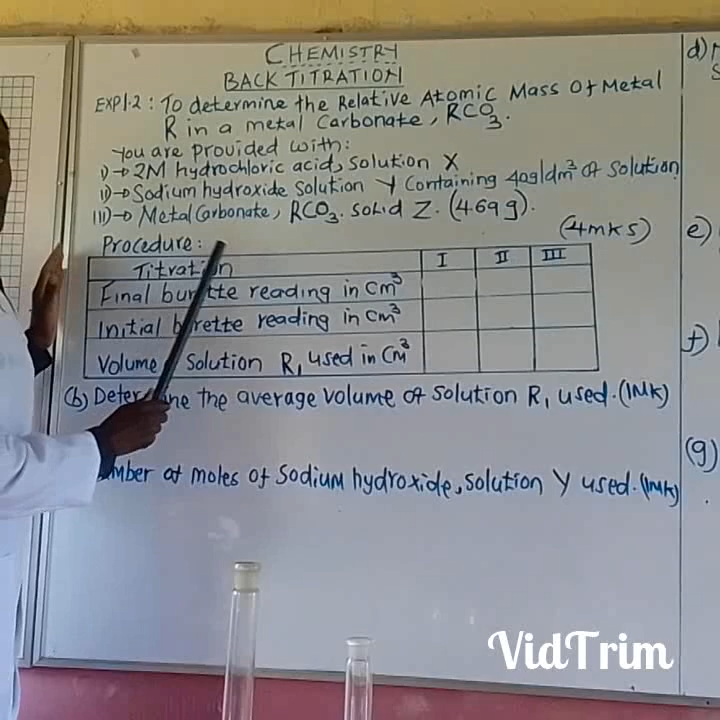 CHEMISTRY
BACK TITRATION
EXP1.2: To determine the Relative Atomic Mass Of Metal
R in a metal Carbonate, RCO3.
You are provided with:
i)→ 2M hydrochloric acid, solution X
ii)→ Sodium hydroxide solution Y Containing 40g/dm³ of solution
iii)→ Metal Carbonate, RCO3. solid Z. (4.69g).
Procedure: (4mks)
Titration I II III
Final burette reading in Cm³
Initial burette reading in Cm³
Volume Solution R, used in Cm³
(b) Determine the average volume of solution R, used. (1Mk)
of moles of Sodium hydroxide, solution Y used. (1Mk)
d)
e)
f)
(g)
VidTrim